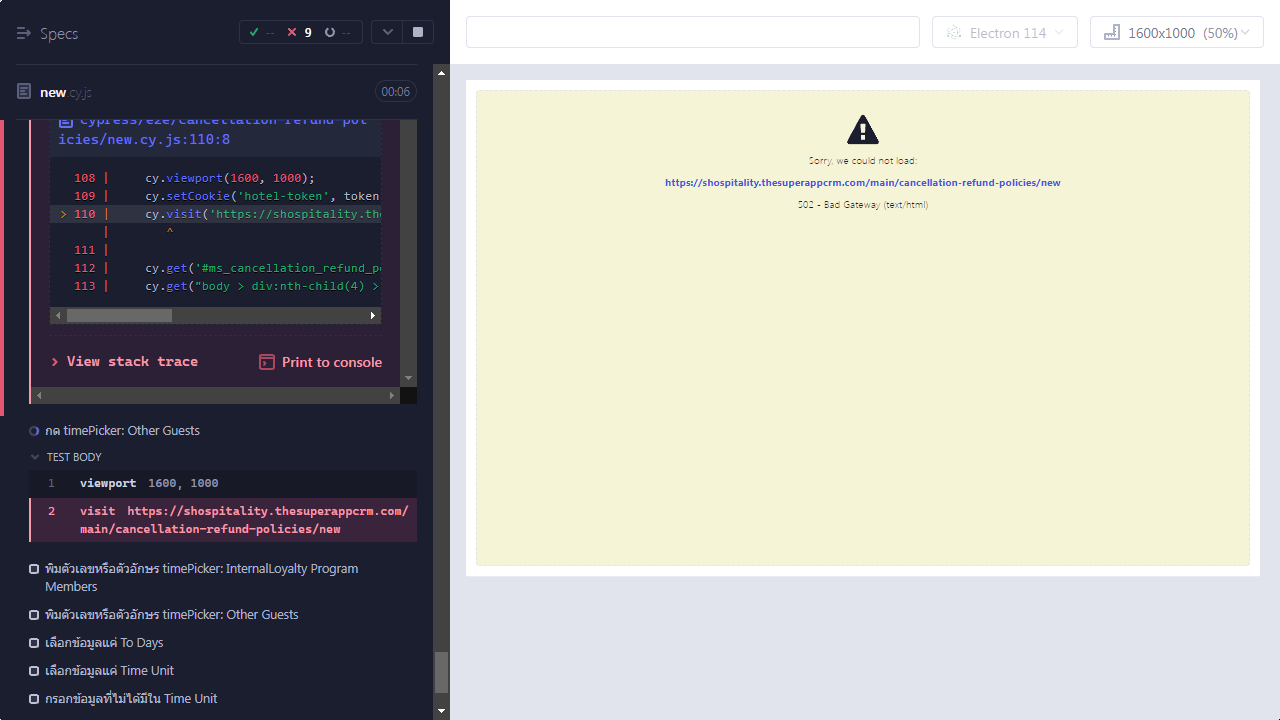 Specs
--
9
--
new cy.js
00:06
cypress/e2e/cancellation-refund-pol
icies/new.cy.js:110:8
108 | cy.viewport(1600, 1000);
109 | cy.setCookie('hotel-token', token
> 110 | cy.visit('https://shospitality.the
| ^
111 |
112 | cy.get('#ms_cancellation_refund_po
113 | cy.get("body > div:nth-child(4) >
View stack trace
Print to console
กด timePicker: Other Guests
TEST BODY
1 viewport 1600, 1000
2 visit https://shospitality.thesuperappcrm.com/
main/cancellation-refund-policies/new
พิมตัวเลขหรือตัวอักษร timePicker: InternalLoyalty Program
Members
พิมตัวเลขหรือตัวอักษร timePicker: Other Guests
เลือกข้อมูลแค่ To Days
เลือกข้อมูลแค่ Time Unit
กรอกข้อมูลที่ไม่ได้มีใน Time Unit
Electron 114
1600x1000 (50%)
Sorry, we could not load:
https://shospitality.thesuperappcrm.com/main/cancellation-refund-policies/new
502 - Bad Gateway (text/html)